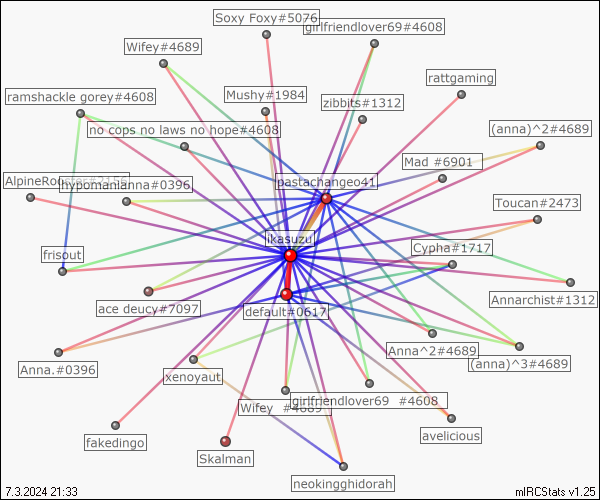 Soxy Foxy#5076
girlfriendlover69#4608
Wifey#4689
rattgaming
ramshackle gorey#4608
Mushy#1984
zibbits#1312
no cops no laws no hope#4608
(anna)^2#4689
Mad #6901
AlpineRooster#2156
hypomanianna#0396
pastachangeo41
Toucan#2473
ikasuzu
Cypha#1717
frisout
Annarchist#1312
ace deucy#7097
default#0617
Anna^2#4689
(anna)^3#4689
Anna.#0396
xenoyaut
Wifey #4689
girlfriendlover69 #4608
avelicious
fakedingo
Skalman
neokingghidorah
7.3.2024 21:33
mIRCStats v1.25